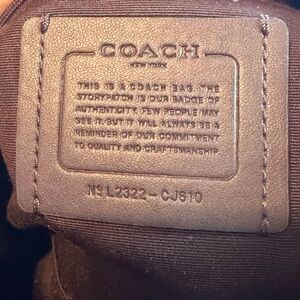 COACH
NEW YORK
THIS IS A COACH BAG. THE
STORYPATCH IS OUR BADGE OF
AUTHENTICITY. FEW PEOPLE MAY
SEE IT, BUT IT WILL ALWAYS BE A
REMINDER OF OUR COMMITMENT
TO QUALITY AND CRAFTSMANSHIP
Nº L2322-CJ610